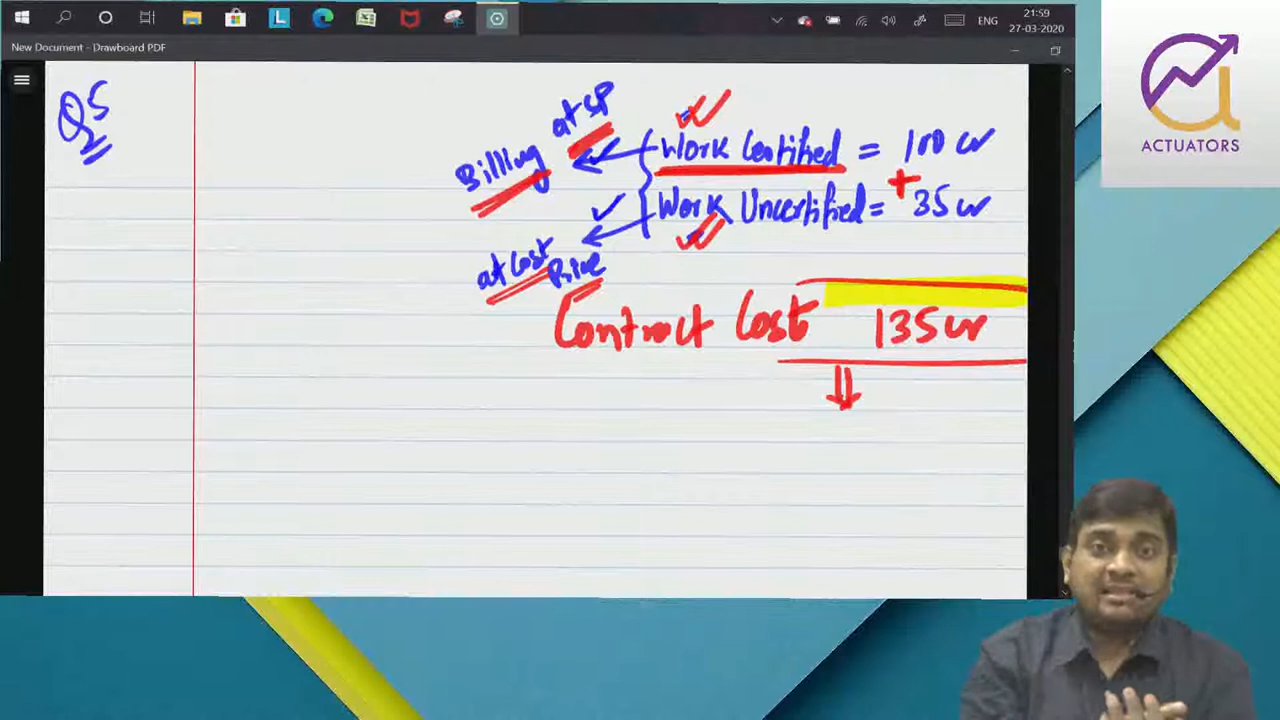 21:59
ENG
27-03-2020
New Document - Drawboard PDF
ACTUATORS
Q5
at SP
Billing
Work Certified = 100 cr
+
Work Uncertified = 35 cr
at Cost
Price
Contract Cost 135 cr